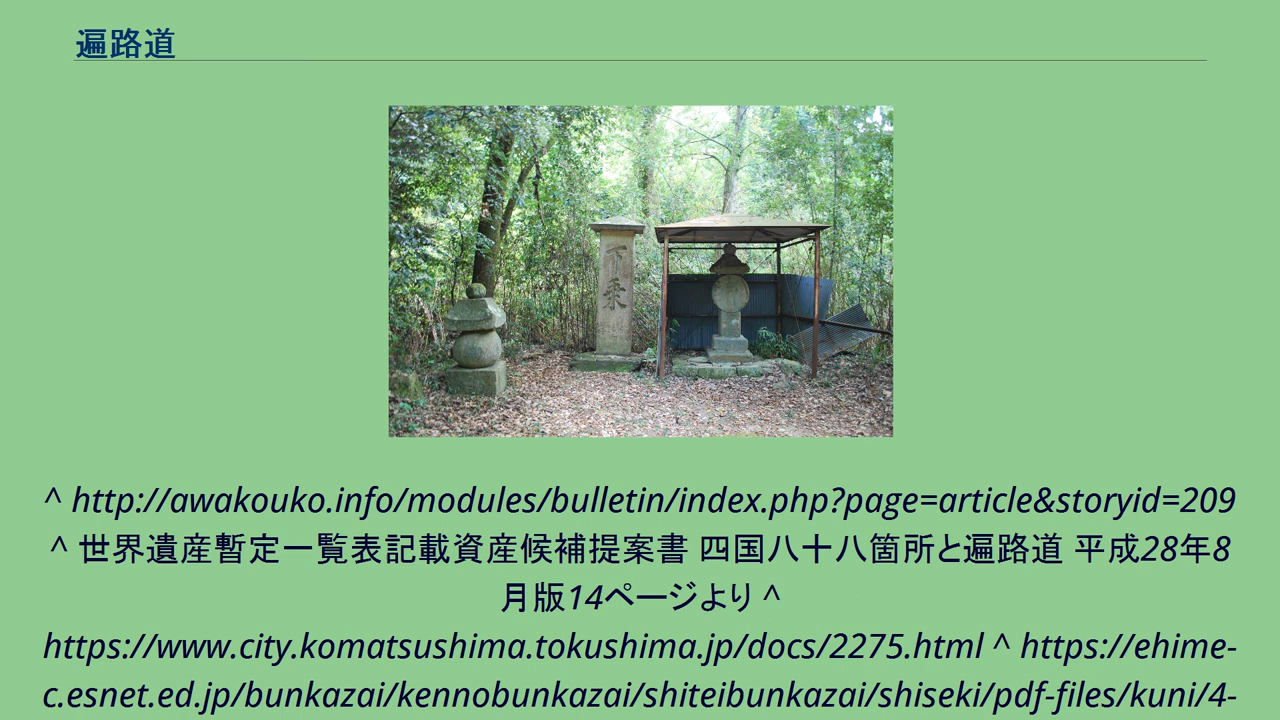 遍路道
下乗
^ http://awakouko.info/modules/bulletin/index.php?page=article&storyid=209
^ 世界遺産暫定一覧表記載資産候補提案書 四国八十八箇所と遍路道 平成28年8
月版14ページより ^
https://www.city.komatsushima.tokushima.jp/docs/2275.html ^ https://ehime-
c.esnet.ed.jp/bunkazai/kennobunkazai/shiteibunkazai/shiseki/pdf-files/kuni/4-